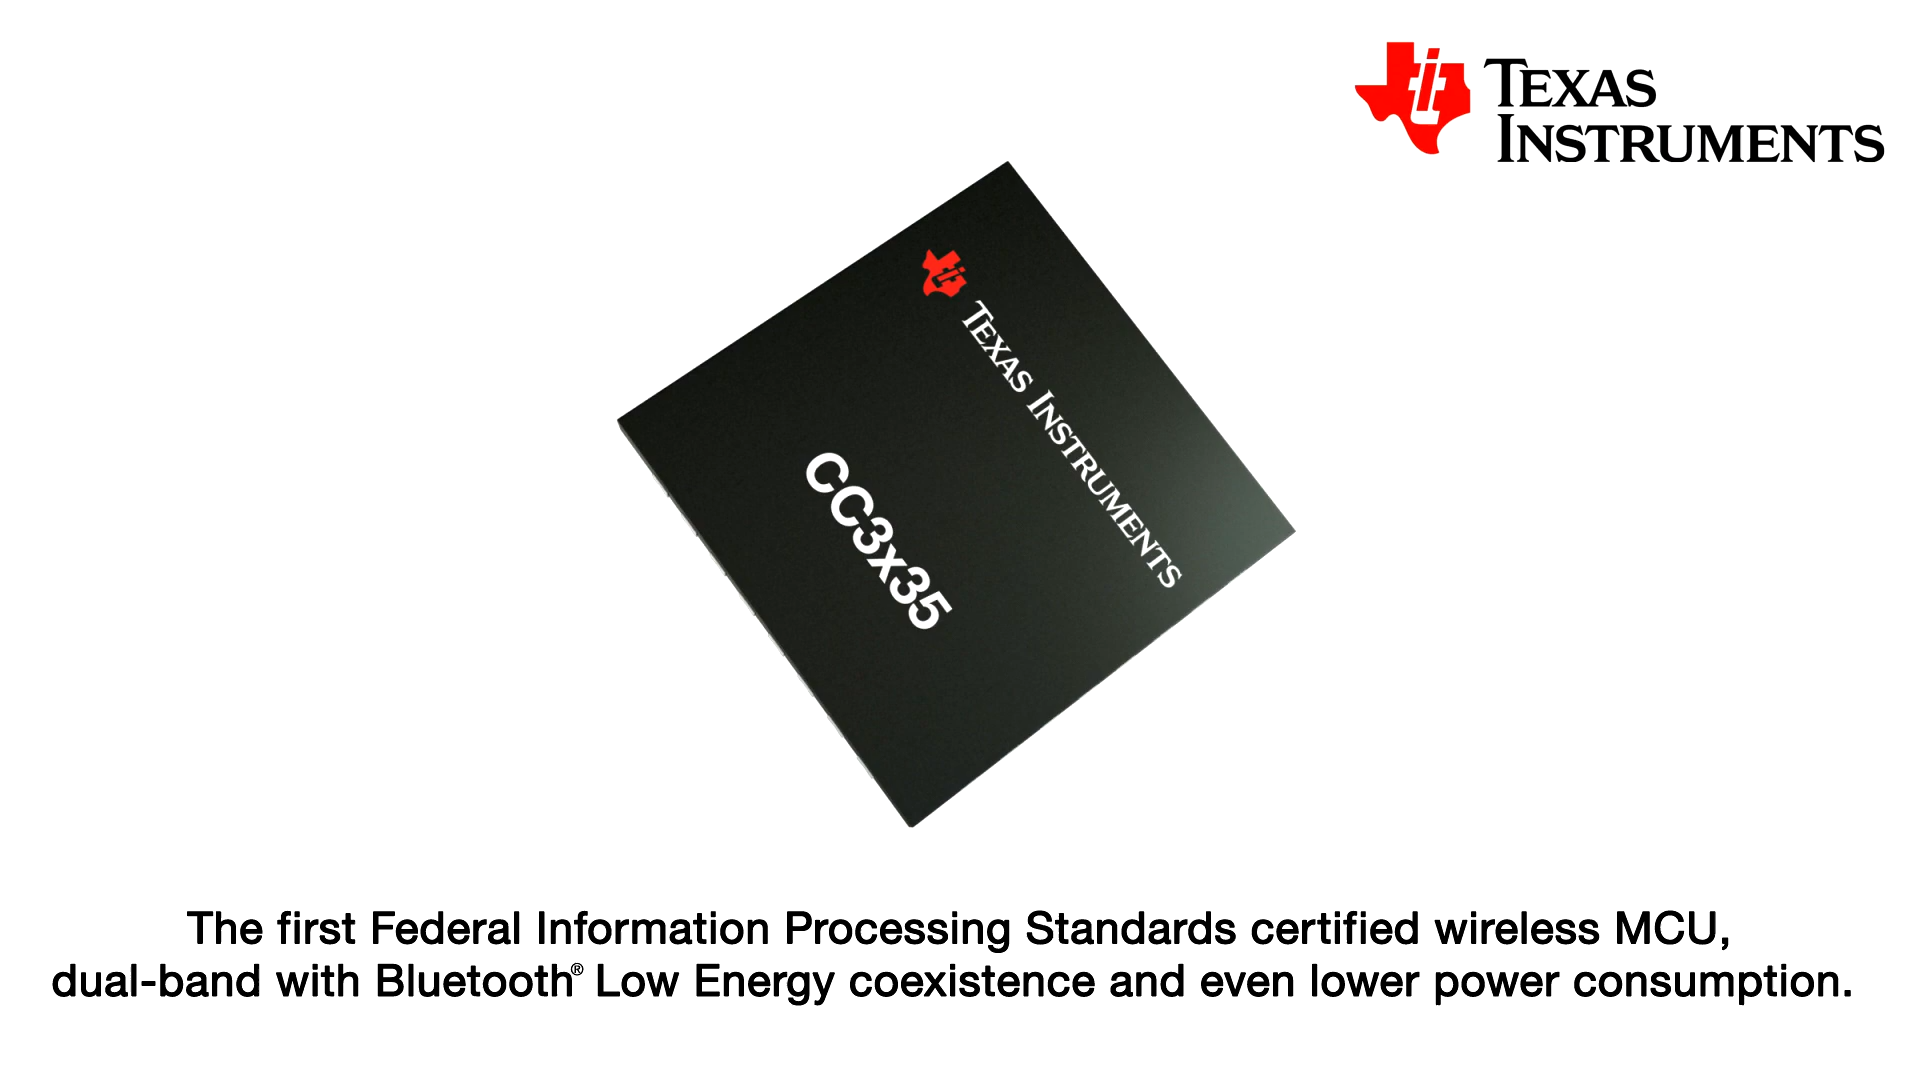 TEXAS
INSTRUMENTS
TEXAS INSTRUMENTS
CC3x35
The first Federal Information Processing Standards certified wireless MCU,
dual-band with Bluetooth® Low Energy coexistence and even lower power consumption.